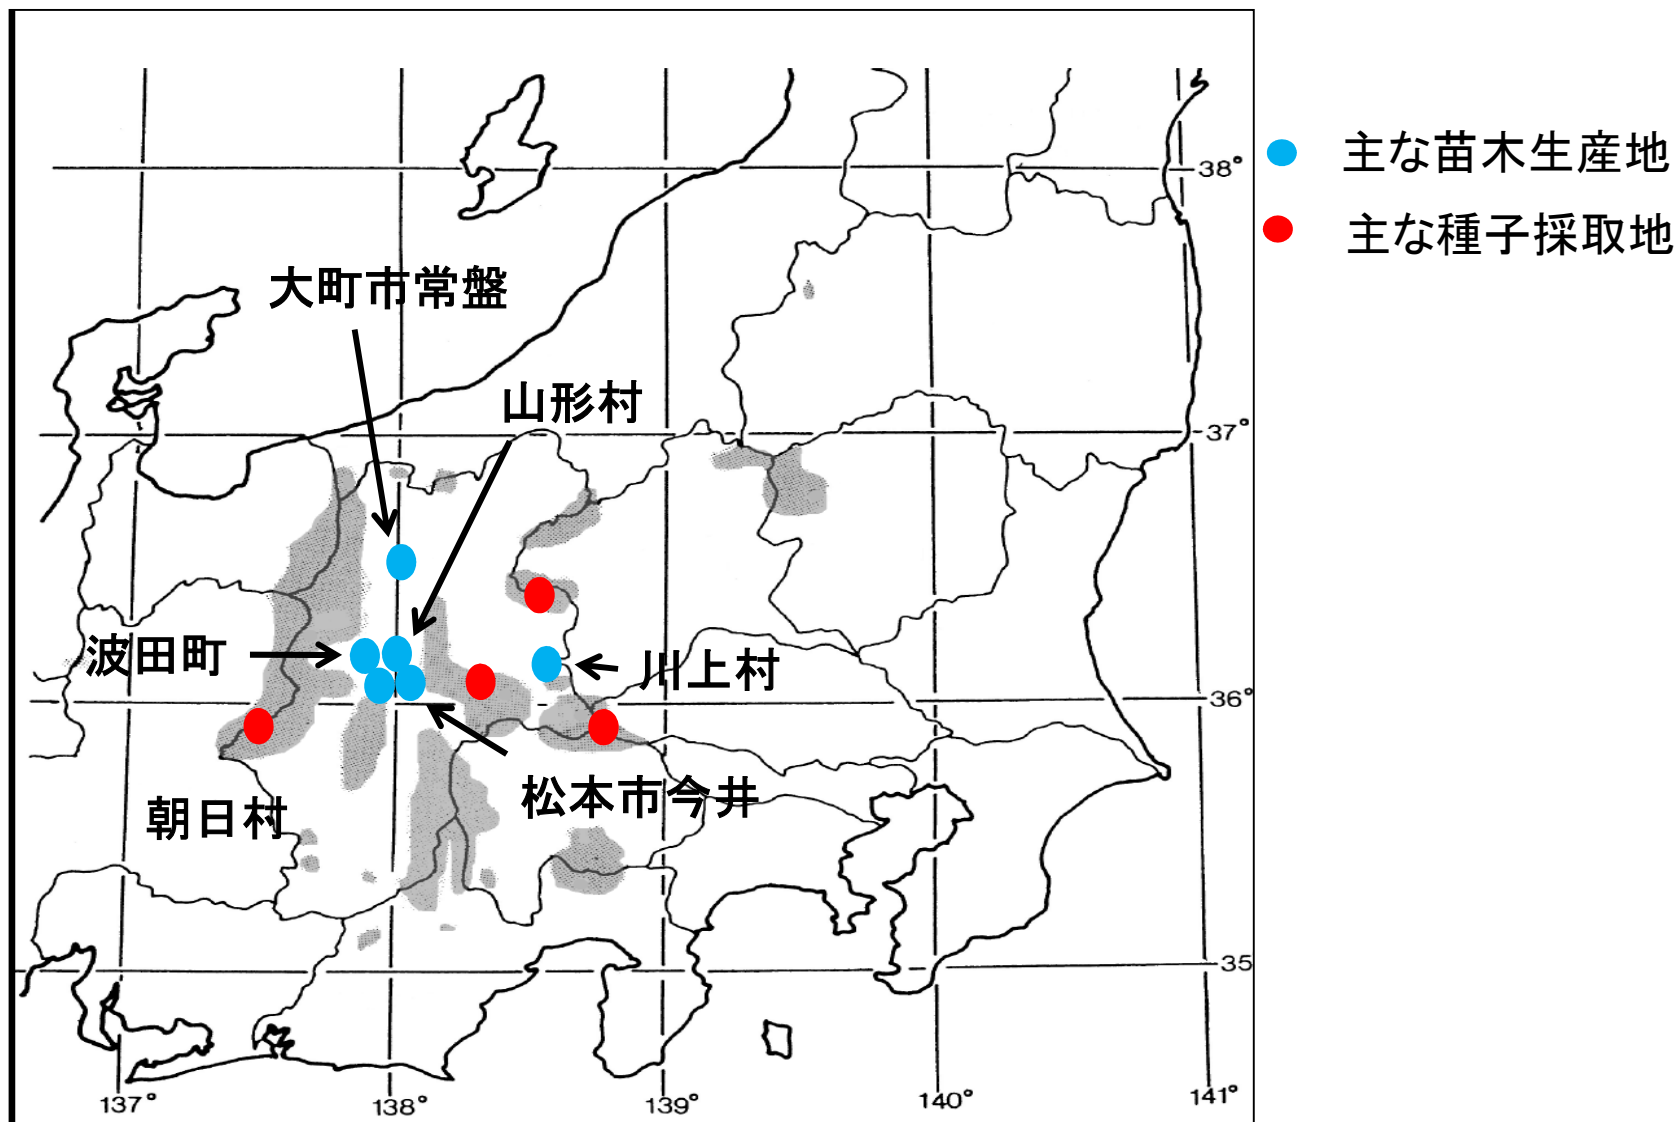 主な苗木生産地
38°
主な種子採取地
大町市常盤
山形村
37°
波田町
川上村
36°
松本市今井
朝日村
35
137°
138°
139°
140°
141°